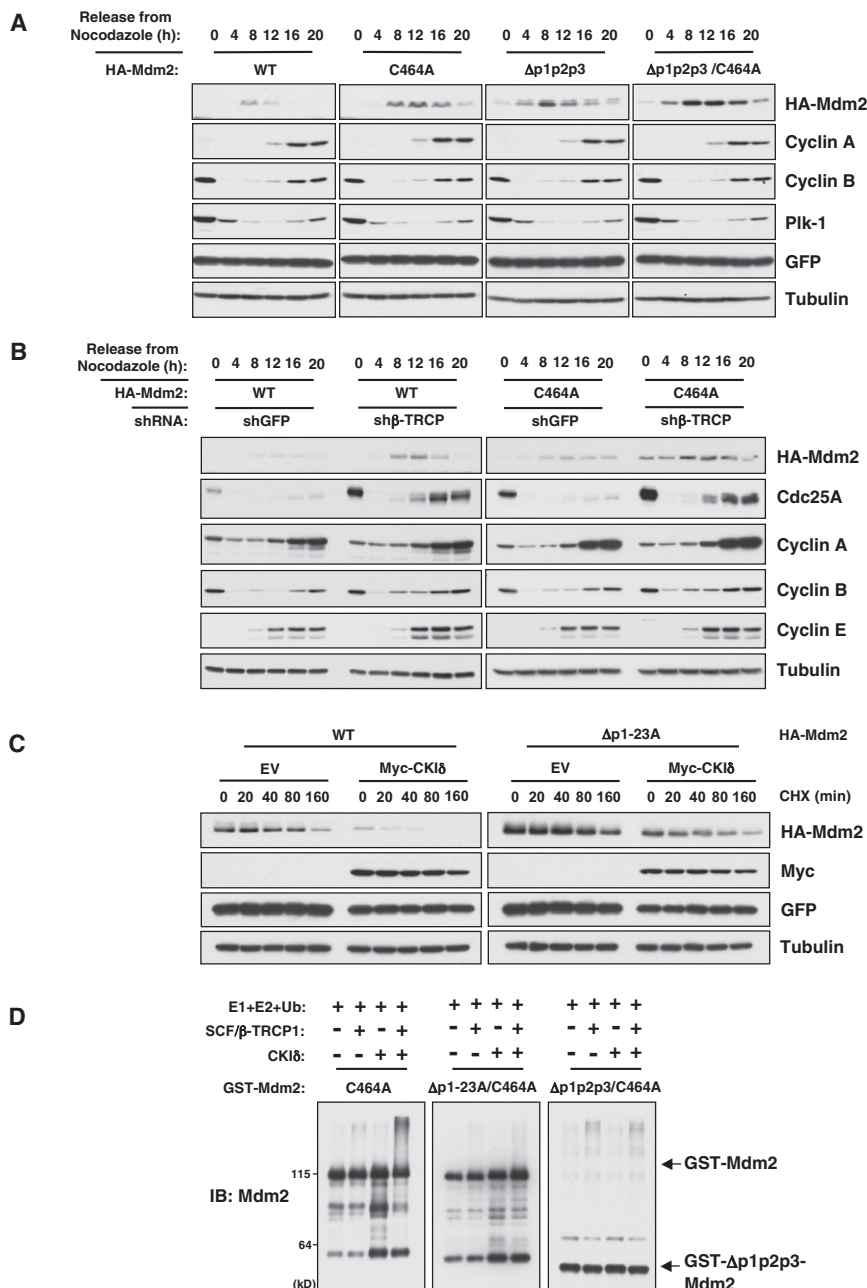 A
Release from
Nocodazole (h): 0 4 8 12 16 20 0 4 8 12 16 20 0 4 8 12 16 20 0 4 8 12 16 20
HA-Mdm2: WT C464A Δp1p2p3 Δp1p2p3 /C464A
HA-Mdm2
Cyclin A
Cyclin B
Plk-1
GFP
Tubulin
B
Release from
Nocodazole (h): 0 4 8 12 16 20 0 4 8 12 16 20 0 4 8 12 16 20 0 4 8 12 16 20
HA-Mdm2: WT WT C464A C464A
shRNA: shGFP shβ-TRCP shGFP shβ-TRCP
HA-Mdm2
Cdc25A
Cyclin A
Cyclin B
Cyclin E
Tubulin
C
WT Δp1-23A HA-Mdm2
EV Myc-CKIδ EV Myc-CKIδ
0 20 40 80 160 0 20 40 80 160 0 20 40 80 160 0 20 40 80 160 CHX (min)
HA-Mdm2
Myc
GFP
Tubulin
D
E1+E2+Ub: + + + + + + + + + + + +
SCF/β-TRCP1: - + - + - + - + - + - +
CKIδ: - - + + - - + + - - + +
GST-Mdm2: C464A Δp1-23A/C464A Δp1p2p3/C464A
GST-Mdm2
115
IB: Mdm2
64
(kD)
GST-Δp1p2p3-
Mdm2